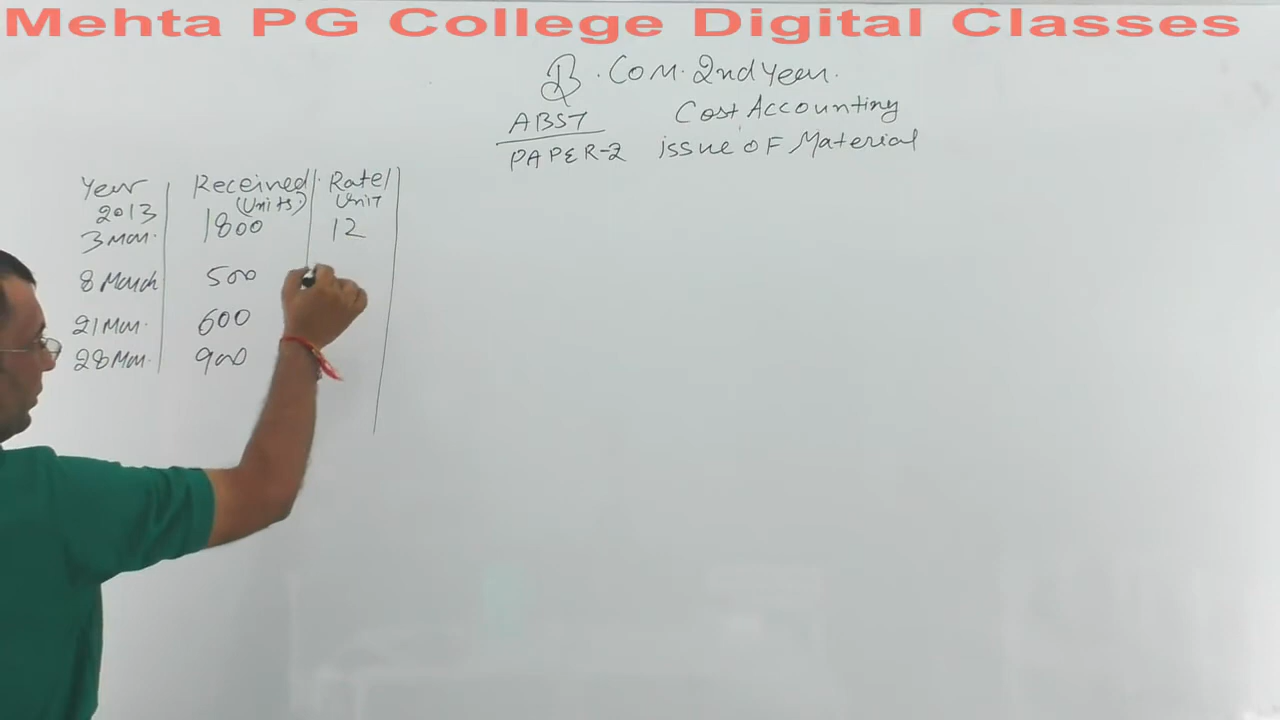 Mehta PG College Digital Classes
B.Com. 2nd Year.
ABST Cost Accounting
PAPER-2 issue of Material
Year Received Rate/
2013 (Units) Unit
3 Mar. 1800 12
8 March 500
21 Mar. 600
28 Mar. 900